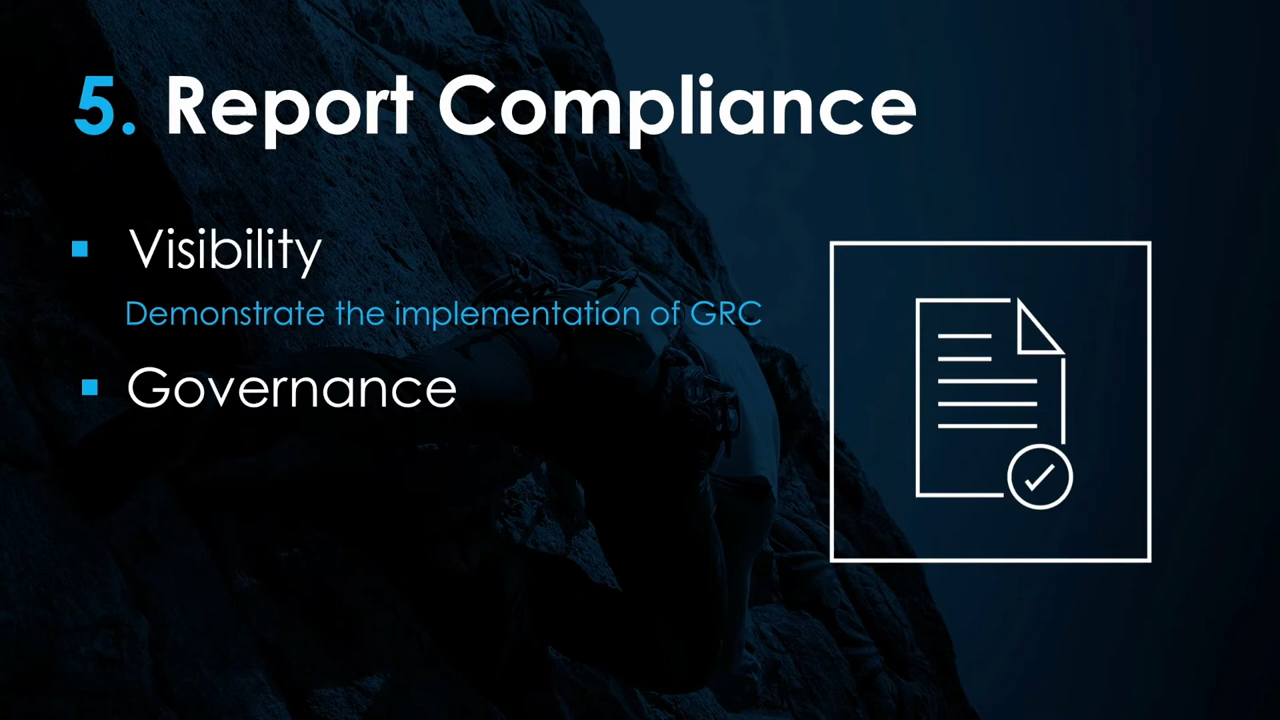 5. Report Compliance
Visibility
Demonstrate the implementation of GRC
Governance